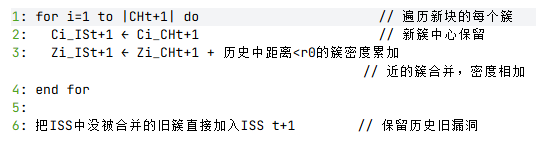 1: for i=1 to |CHt+1| do // 遍历新块的每个簇
2: Ci_ISt+1 ← Ci_CHt+1 // 新簇中心保留
3: Zi_ISt+1 ← Zi_CHt+1 + 历史中距离<r0的簇密度累加
// 近的簇合并，密度相加
4: end for
5:
6: 把ISS中没被合并的旧簇直接加入ISS t+1 // 保留历史旧漏洞